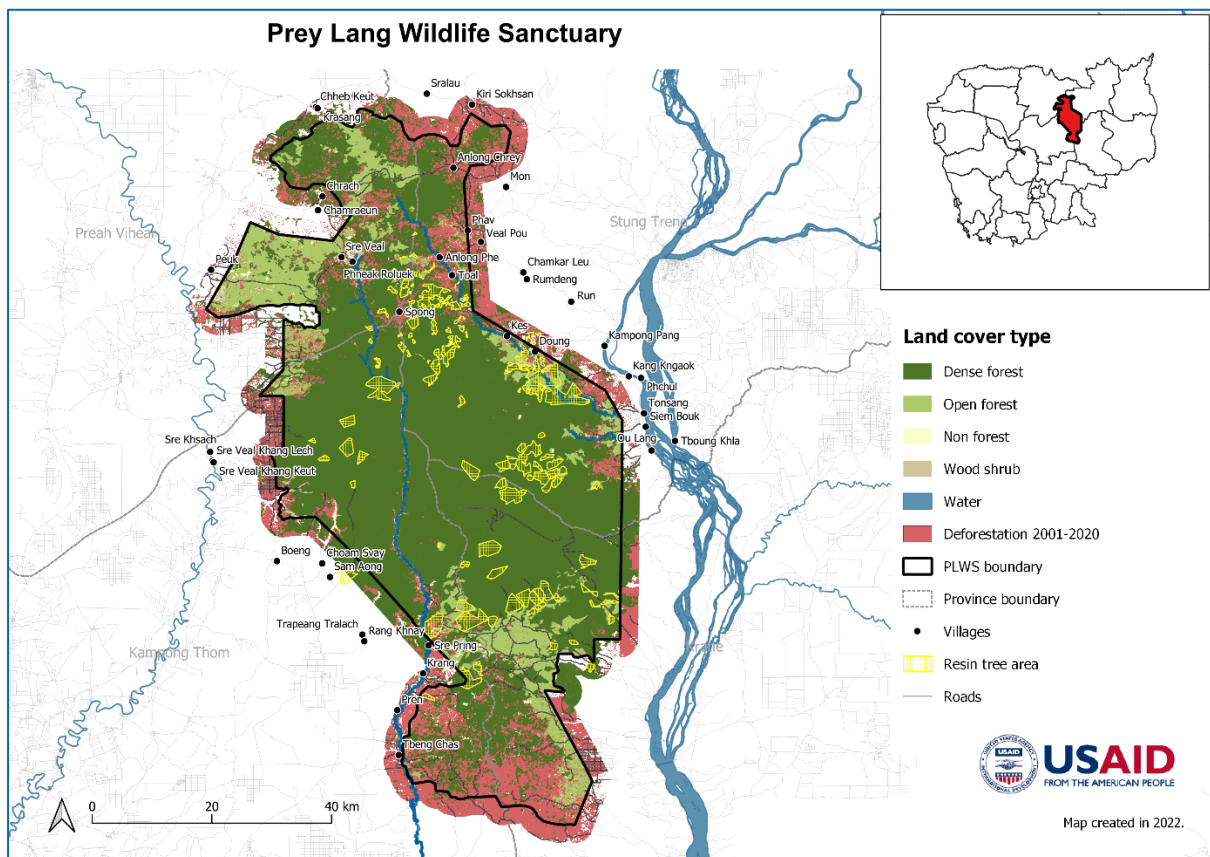 Prey Lang Wildlife Sanctuary
Sralau
Chheb Keut
Kiri Sokhsan
Krasang
Anlong Chrey
Mon
Chrach
Chamraeun
Stung Treng
Preah Vihear
Phav
Veal Pou
Sre Veal
Anlong Phe
Peuk
Phneak Roluek
Toal
Chamkar Leu
Rumdeng
Run
Spong
Kes
Doung
Kampong Pang
Kang Kngaok
Phchul
Tonsang
Siem Bouk
Ou Lang
Tboung Khla
Sre Khsach
Sre Veal Khang Lech
Sre Veal Khang Keut
Boeng
Choam Svay
Sam Aong
Trapeang Tralach
Rang Khnay
Sre Pring
Kampong Thom
Kratie
Krang
Pren
Tbeng Chas
0 20 40 km
Land cover type
Dense forest
Open forest
Non forest
Wood shrub
Water
Deforestation 2001-2020
PLWS boundary
Province boundary
Villages
Resin tree area
Roads
USAID
FROM THE AMERICAN PEOPLE
UNITED STATES AGENCY
INTERNATIONAL DEVELOPMENT
USAID
Map created in 2022.